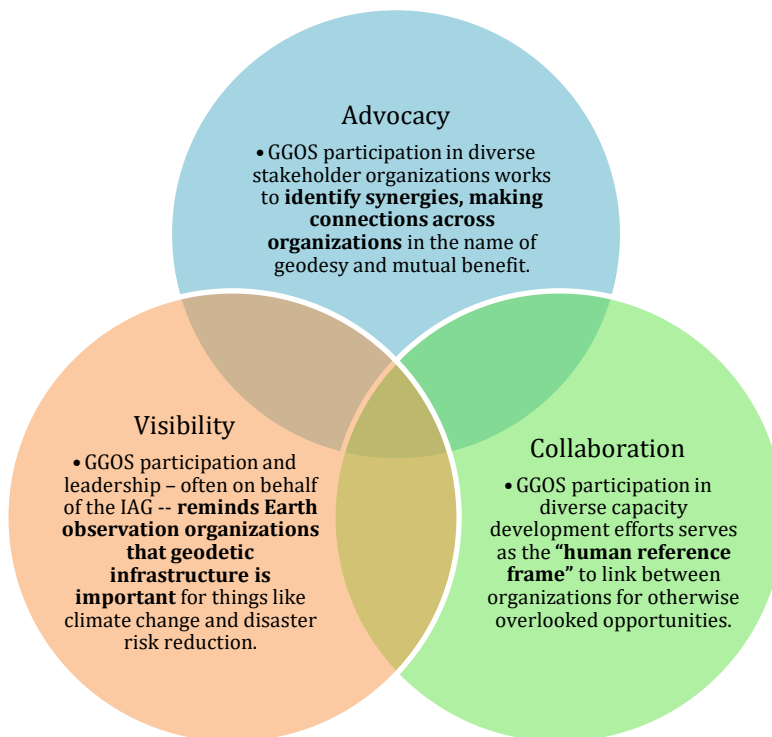 Advocacy
• GGOS participation in diverse
stakeholder organizations works
to identify synergies, making
connections across
organizations in the name of
geodesy and mutual benefit.
Visibility
• GGOS participation and
leadership – often on behalf
of the IAG -- reminds Earth
observation organizations
that geodetic
infrastructure is
important for things like
climate change and disaster
risk reduction.
Collaboration
• GGOS participation in
diverse capacity
development efforts serves
as the “human reference
frame” to link between
organizations for otherwise
overlooked opportunities.